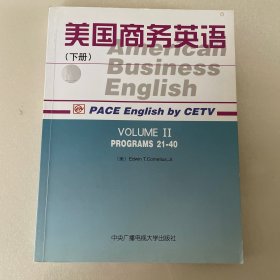 美国商务英语
(下册)
American
Business
English
PACE English by CETV
VOLUME II
PROGRAMS 21-40
(美) Edwin T. Cornelius, Jr.
中央广播电视大学出版社